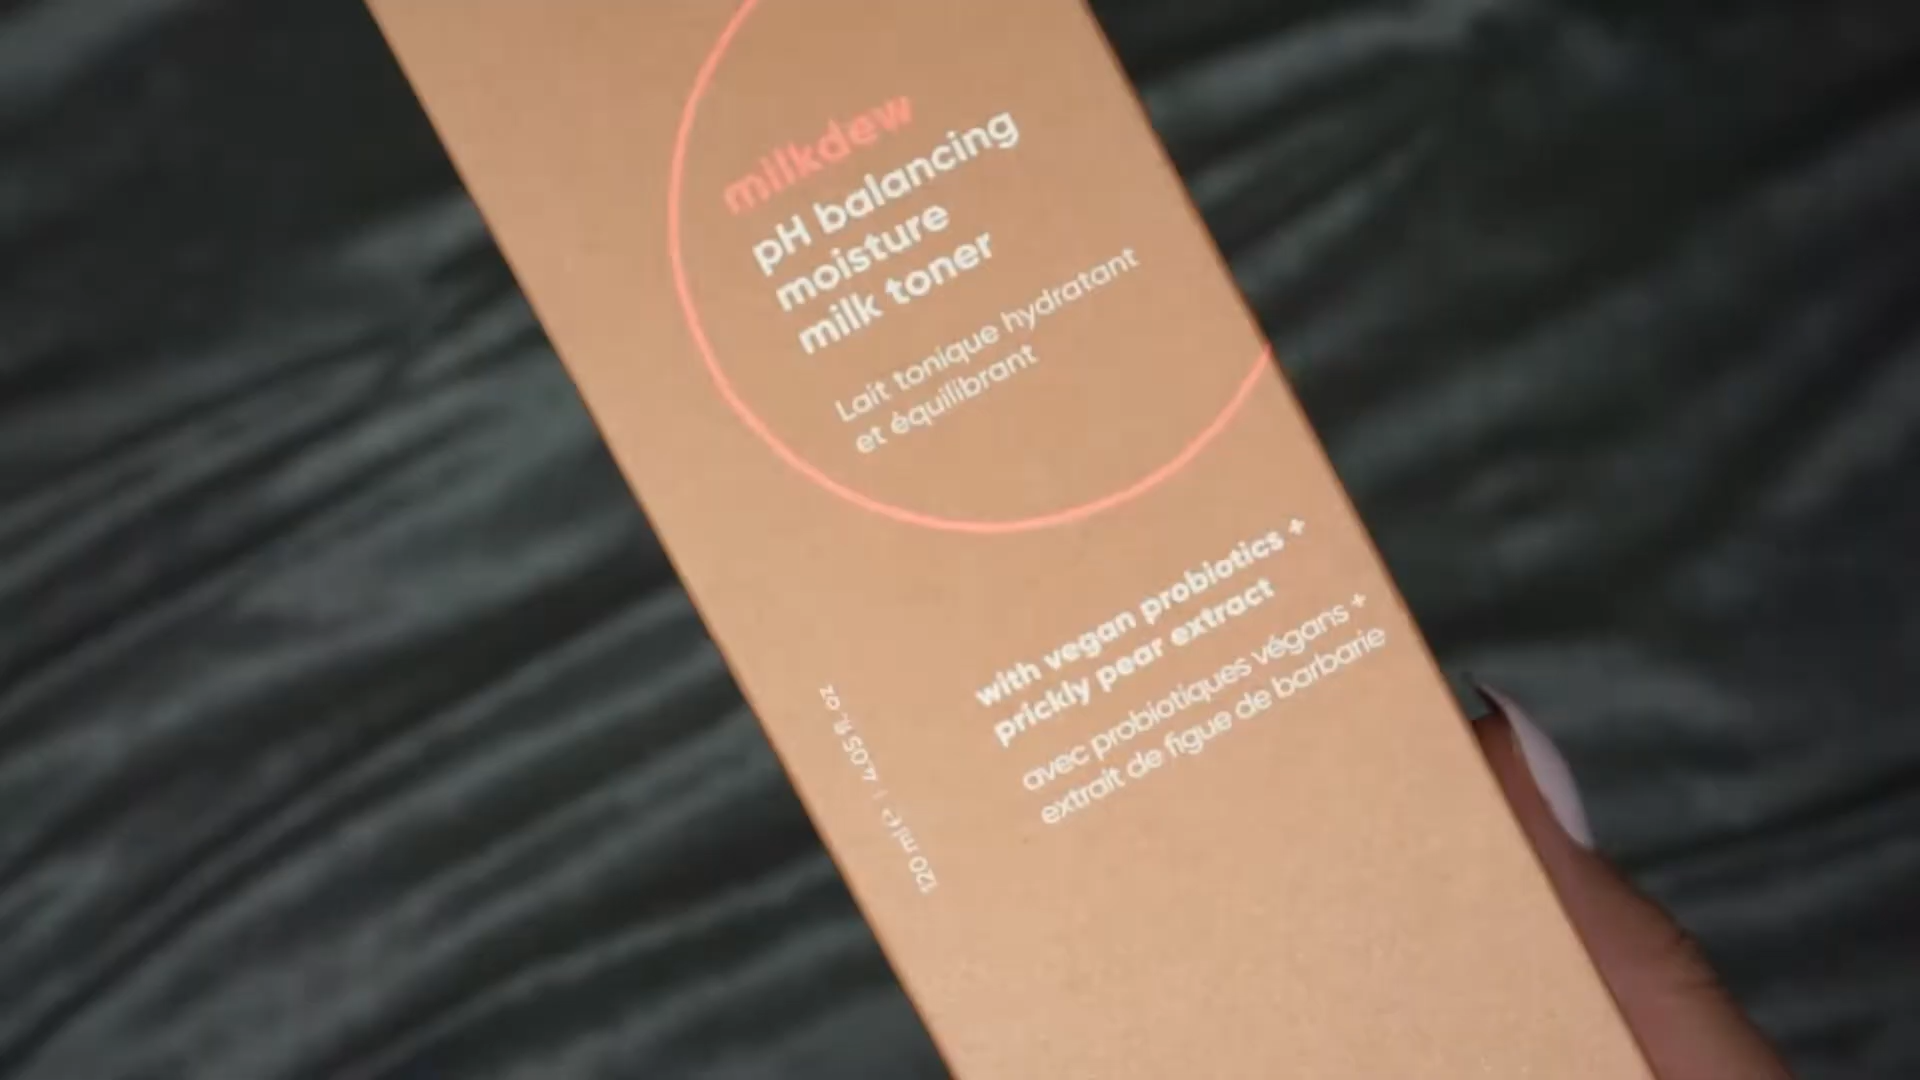 milkdew
pH balancing
moisture
milk toner
Lait tonique hydratant
et équilibrant
with vegan probiotics +
prickly pear extract
avec probiotiques végans +
extrait de figue de barbarie
120 ml ℮ | 4.05 fl. oz